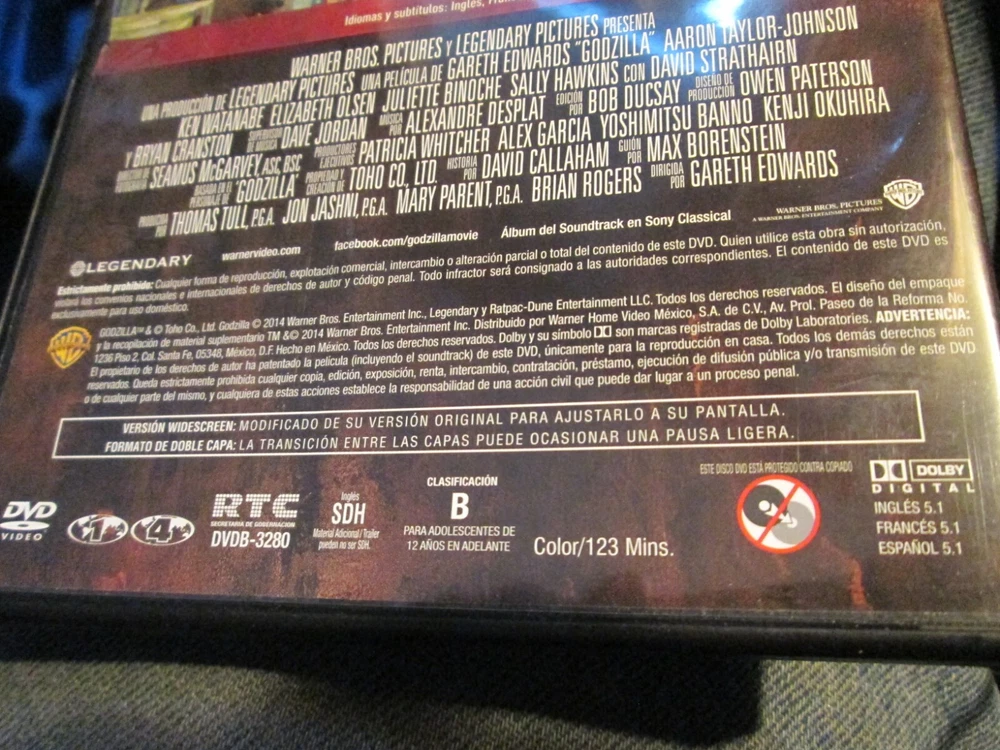 Idiomas y subtítulos: Inglés,
WARNER BROS. PICTURES Y LEGENDARY PICTURES PRESENTA
UNA PRODUCCIÓN DE LEGENDARY PICTURES UNA PELÍCULA DE GARETH EDWARDS "GODZILLA" AARON TAYLOR-JOHNSON
KEN WATANABE ELIZABETH OLSEN JULIETTE BINOCHE SALLY HAWKINS CON DAVID STRATHAIRN
Y BRYAN CRANSTON SUPERVISIÓN DE MÚSICA DAVE JORDAN MÚSICA POR ALEXANDRE DESPLAT EDICIÓN POR BOB DUCSAY DISEÑO DE PRODUCCIÓN OWEN PATERSON
SEAMUS McGARVEY, ASC, BSC PRODUCTORES EJECUTIVOS PATRICIA WHITCHER ALEX GARCIA YOSHIMITSU BANNO KENJI OKUHIRA
BASADA EN EL PERSONAJE DE "GODZILLA" PROPIEDAD Y CREACIÓN DE TOHO CO., LTD. HISTORIA POR DAVID CALLAHAM GUIÓN POR MAX BORENSTEIN
THOMAS TULL, P.G.A. JON JASHNI, P.G.A. MARY PARENT, P.G.A. BRIAN ROGERS DIRIGIDA POR GARETH EDWARDS
LEGENDARY warnervideo.com facebook.com/godzillamovie Álbum del Soundtrack en Sony Classical WARNER BROS. PICTURES
A WARNER BROS. ENTERTAINMENT COMPANY
Estrictamente prohibido: Cualquier forma de reproducción, explotación comercial, intercambio o alteración parcial o total del contenido de este DVD. Quien utilice esta obra sin autorización,
violará los convenios nacionales e internacionales de derechos de autor y código penal. Todo infractor será consignado a las autoridades correspondientes. El contenido de este DVD es
exclusivamente para uso doméstico.
GODZILLA™ & © Toho Co., Ltd. Godzilla © 2014 Warner Bros. Entertainment Inc., Legendary y Ratpac-Dune Entertainment LLC. Todos los derechos reservados. El diseño del empaque
y la recopilación de material suplementario TM &© 2014 Warner Bros. Entertainment Inc. Distribuido por Warner Home Video México, S.A. de C.V., Av. Prol. Paseo de la Reforma No.
1236 Piso 2, Col. Santa Fe, 05348, México, D.F. Hecho en México. Todos los derechos reservados. Dolby y su símbolo son marcas registradas de Dolby Laboratories. ADVERTENCIA:
El propietario de los derechos de autor ha patentado la película (incluyendo el soundtrack) de este DVD, únicamente para la reproducción en casa. Todos los demás derechos están
reservados. Queda estrictamente prohibida cualquier copia, edición, exposición, renta, intercambio, contratación, préstamo, ejecución de difusión pública y/o transmisión de este DVD
o de cualquier parte del mismo, y cualquiera de estas acciones establece la responsabilidad de una acción civil que puede dar lugar a un proceso penal.
VERSIÓN WIDESCREEN: MODIFICADO DE SU VERSIÓN ORIGINAL PARA AJUSTARLO A SU PANTALLA.
FORMATO DE DOBLE CAPA: LA TRANSICIÓN ENTRE LAS CAPAS PUEDE OCASIONAR UNA PAUSA LIGERA.
DVD
VIDEO
1 4
RTC
SECRETARÍA DE GOBERNACIÓN
DVDB-3280
Inglés
SDH
Material Adicional / Trailer
pueden no ser SDH.
CLASIFICACIÓN
B
PARA ADOLESCENTES DE
12 AÑOS EN ADELANTE
Color/123 Mins.
ESTE DISCO DVD ESTÁ PROTEGIDO CONTRA COPIADO
DOLBY
DIGITAL
INGLÉS 5.1
FRANCÉS 5.1
ESPAÑOL 5.1